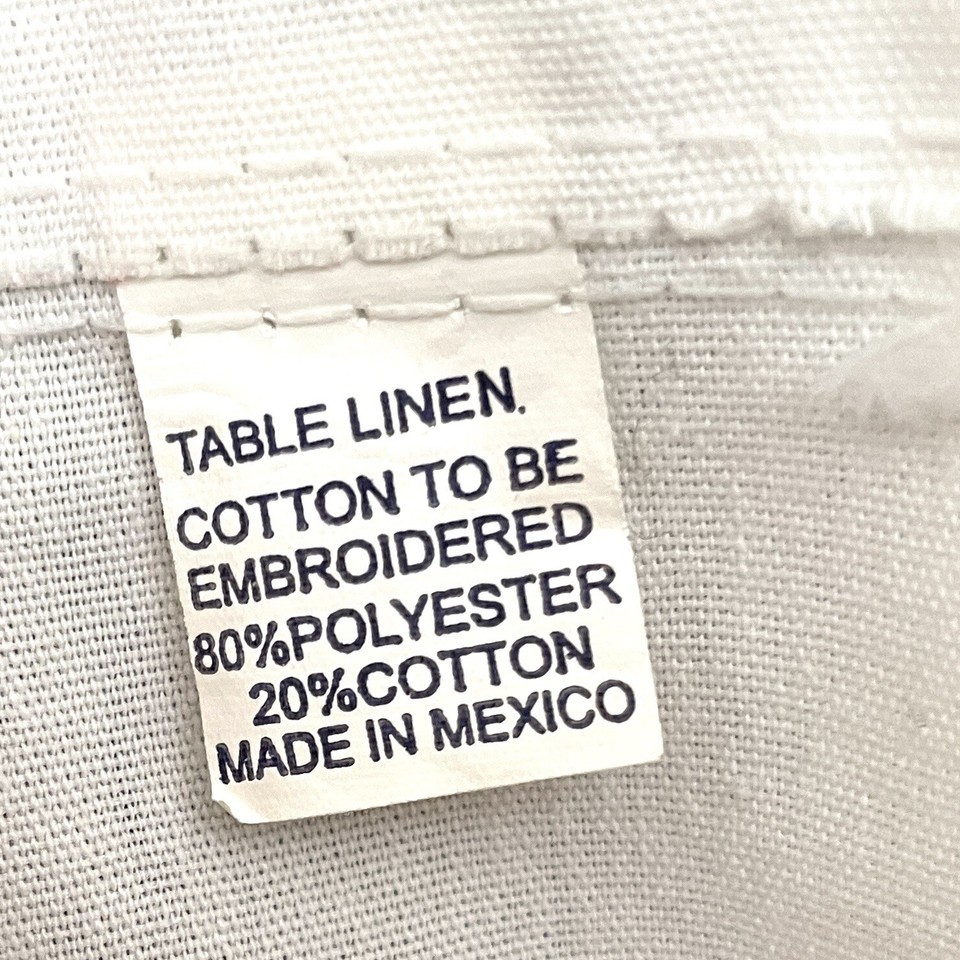 TABLE LINEN.
COTTON TO BE
EMBROIDERED
80%POLYESTER
20%COTTON
MADE IN MEXICO